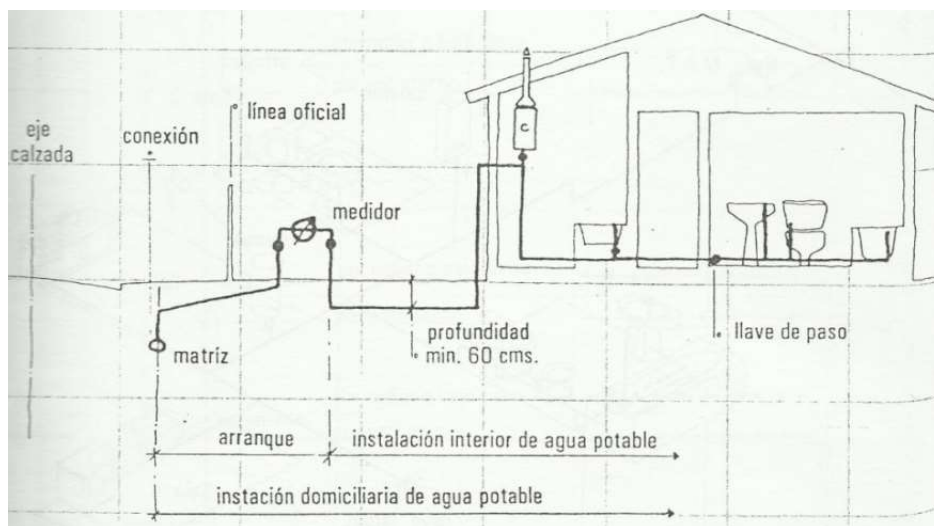 línea oficial
eje
calzada
conexión
medidor
C
profundidad
min. 60 cms.
llave de paso
matríz
arranque
instalación interior de agua potable
instación domiciliaria de agua potable